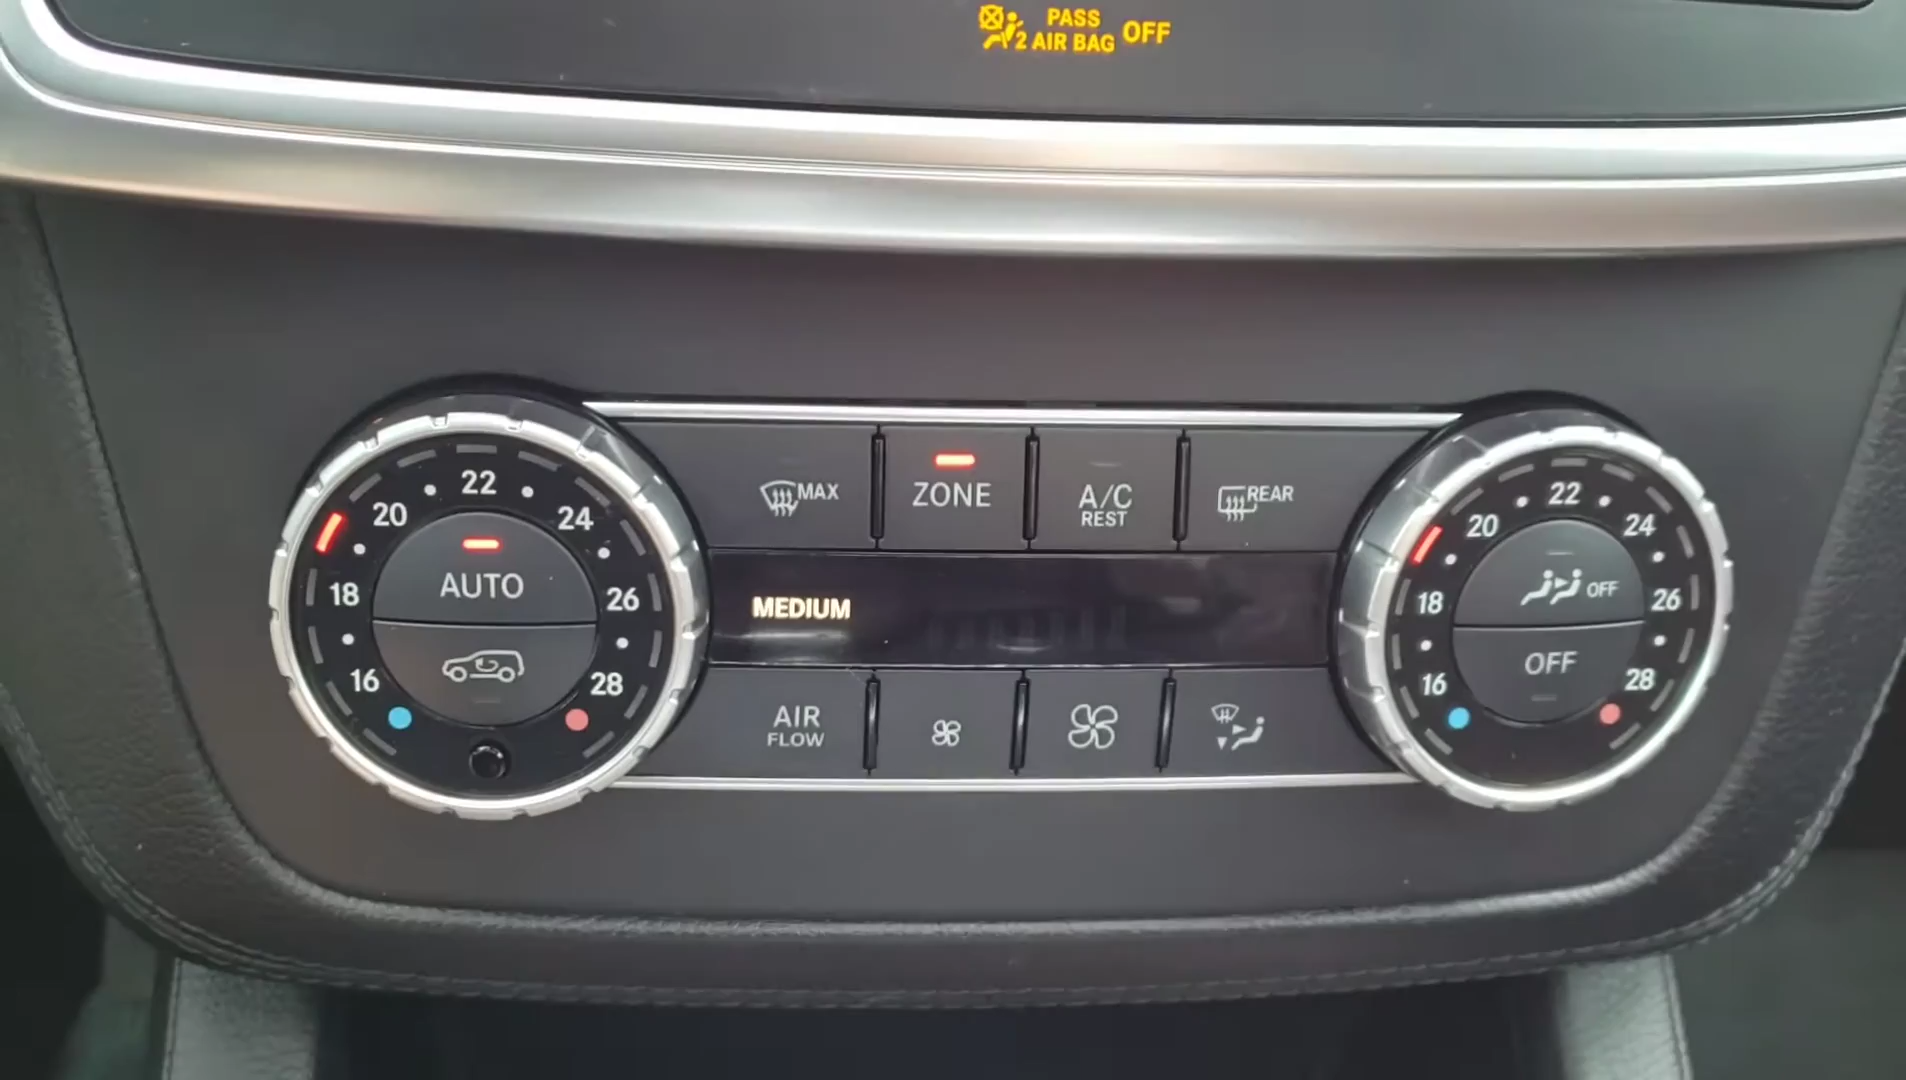 PASS
2 AIR BAG OFF
16 18 20 22 24 26 28
AUTO
MAX
ZONE
A/C
REST
REAR
MEDIUM
AIR
FLOW
16 18 20 22 24 26 28
OFF
OFF